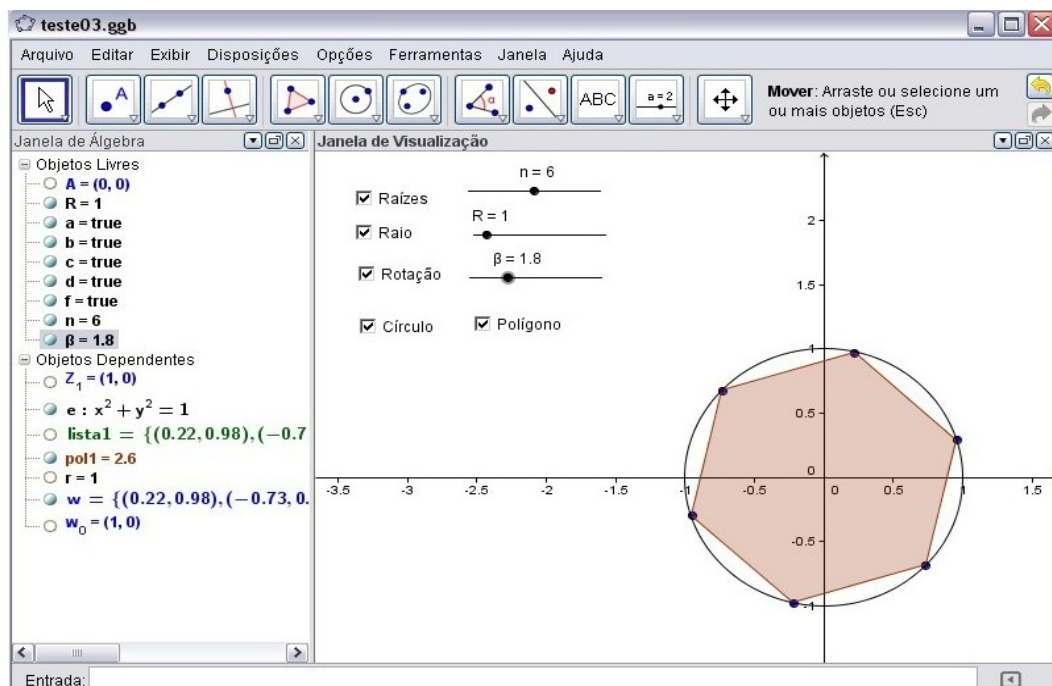 teste03.ggb
Arquivo Editar Exibir Disposições Opções Ferramentas Janela Ajuda
A
α
ABC
a=2
Mover: Arraste ou selecione um
ou mais objetos (Esc)
Janela de Álgebra
Objetos Livres
A = (0, 0)
R = 1
a = true
b = true
c = true
d = true
f = true
n = 6
β = 1.8
Objetos Dependentes
Z₁ = (1, 0)
e : x² + y² = 1
lista1 = {(0.22, 0.98), (−0.7
pol1 = 2.6
r = 1
w = {(0.22, 0.98), (−0.73, 0.
w₀ = (1, 0)
Janela de Visualização
Raízes
n = 6
Raio
R = 1
Rotação
β = 1.8
Círculo
Polígono
2
1.5
1
0.5
0
-0.5
-1
-3.5 -3 -2.5 -2 -1.5 -1 -0.5 0 0.5 1 1.5
Entrada: